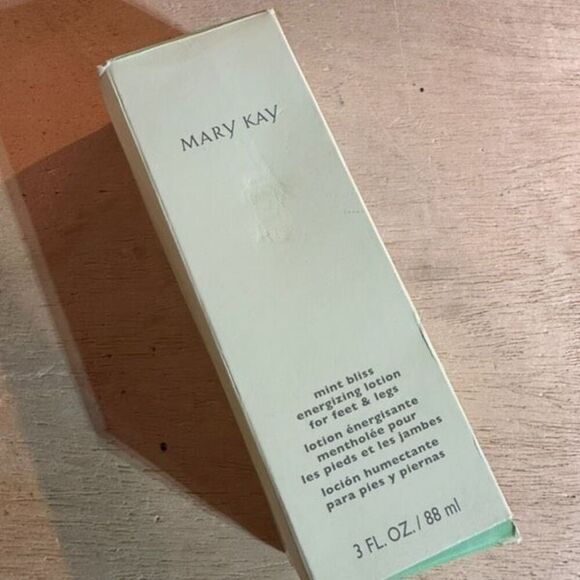 MARY KAY
mint bliss
energizing lotion
for feet & legs
lotion énergisante
mentholée pour
les pieds et les jambes
loción humectante
para pies y piernas
3 FL. OZ./ 88 ml